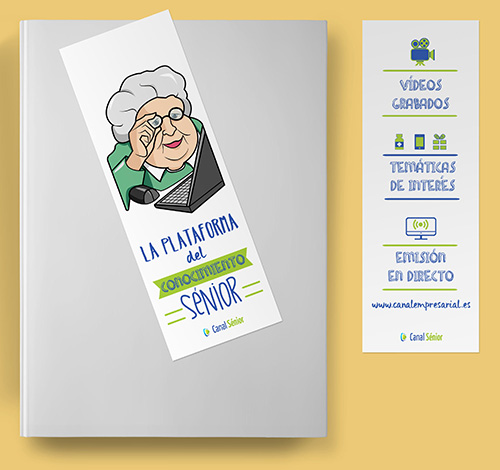 LA PLATAFORMA
del
CONOCIMIENTO
SÉNIOR
Canal Sénior
VÍDEOS
GRABADOS
TEMÁTICAS
DE INTERÉS
EMISIÓN
EN DIRECTO
www.canalempresarial.es
Canal Sénior